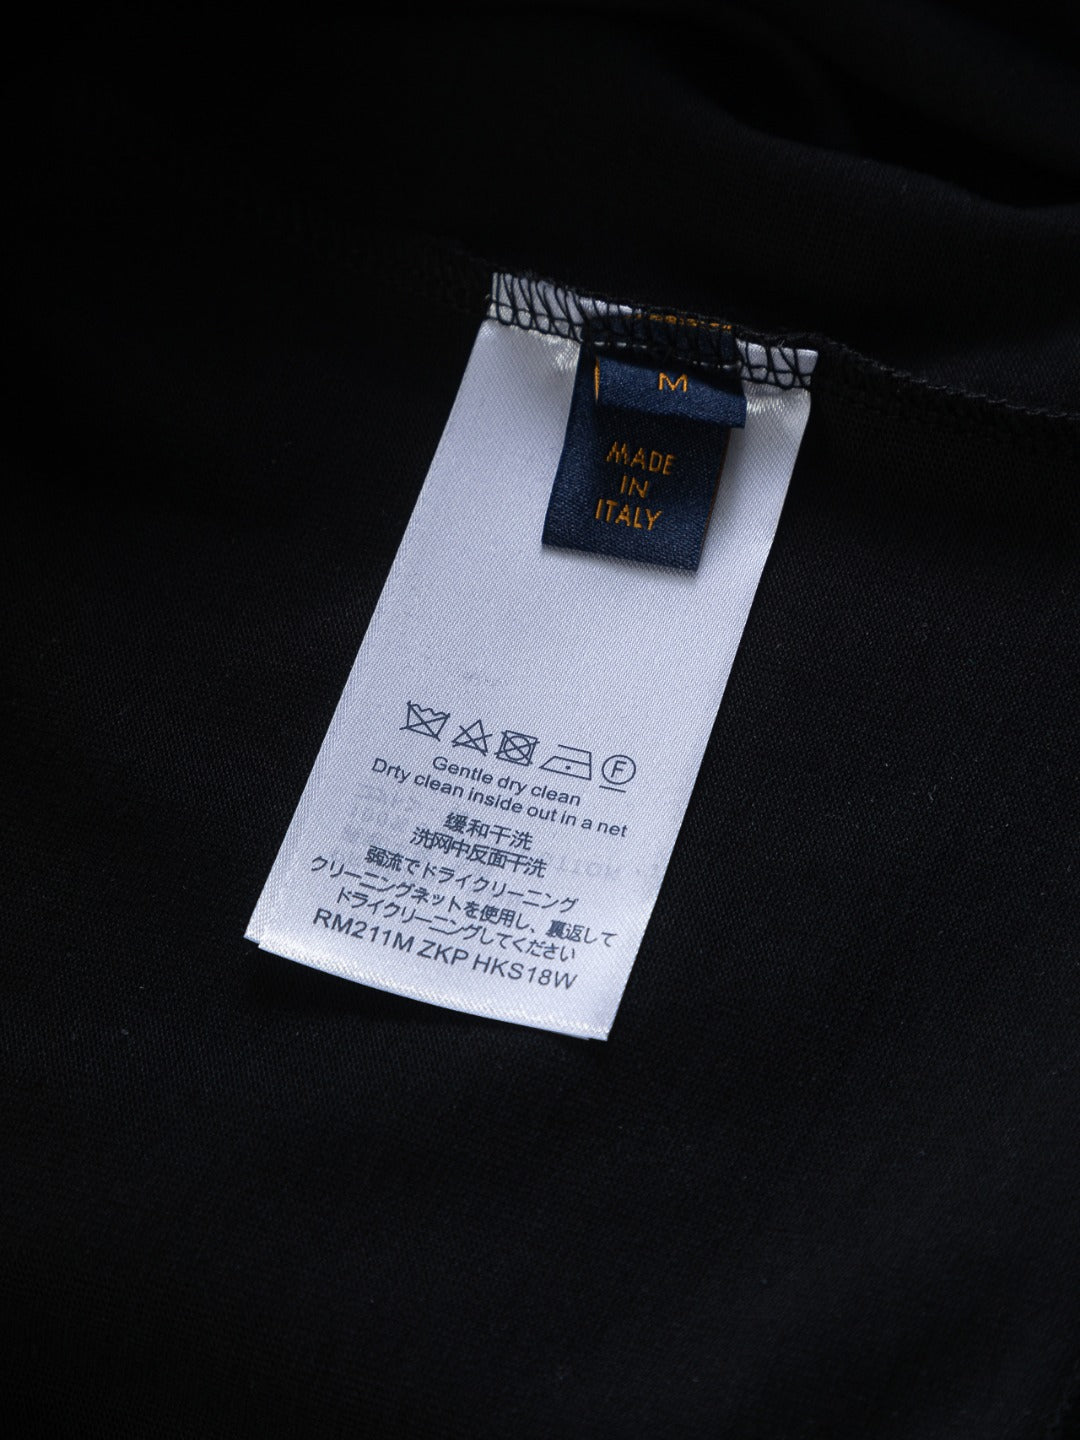 M
MADE
IN
ITALY
F
Gentle dry clean
Drty clean inside out in a net
缓和干洗
洗网中反面干洗
弱流でドライクリーニング
クリーニングネットを使用し、裏返して
ドライクリーニングしてください
RM211M ZKP HKS18W